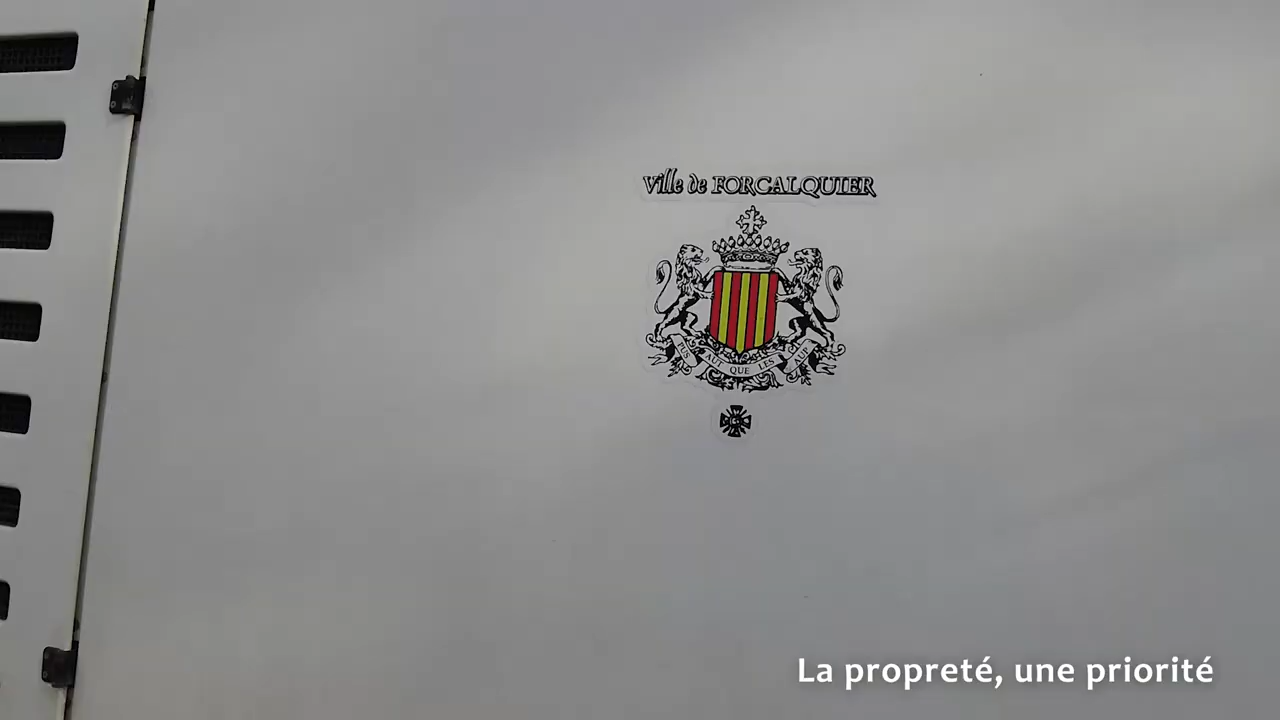 Ville de FORCALQUIER
PUS AUT QUE LES AUP
La propreté, une priorité